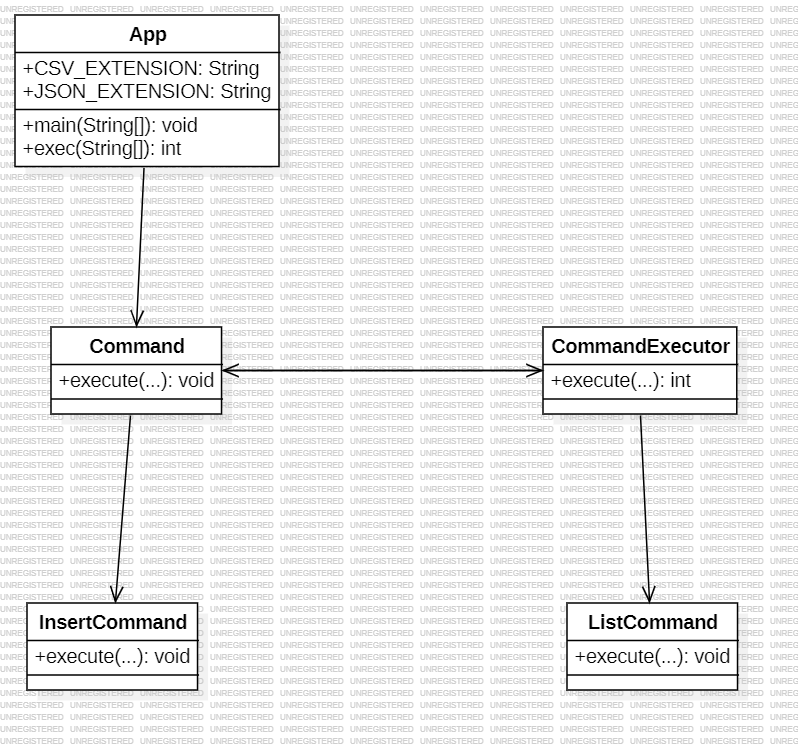 App
+CSV_EXTENSION: String
+JSON_EXTENSION: String
+main(String[]): void
+exec(String[]): int
Command
+execute(...): void
CommandExecutor
+execute(...): int
InsertCommand
+execute(...): void
ListCommand
+execute(...): void
UNREGISTERED